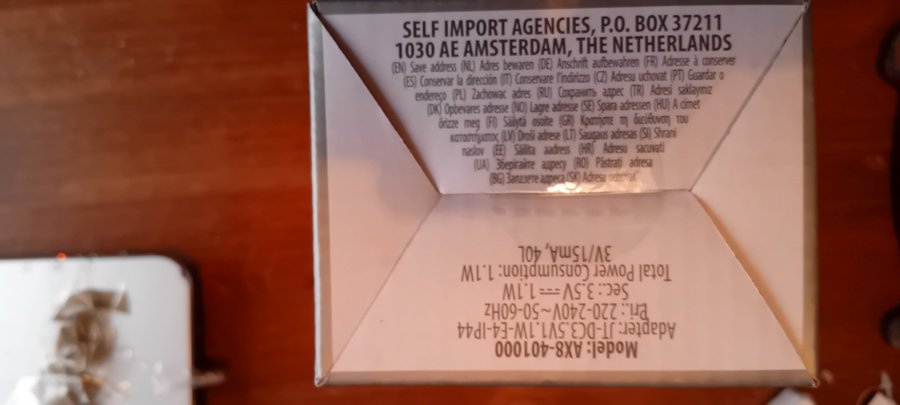 SELF IMPORT AGENCIES, P.O. BOX 37211
1030 AE AMSTERDAM, THE NETHERLANDS
(EN) Save address (NL) Adres bewaren (DE) Anschrift aufbewahren (FR) Adresse à conserver
(ES) Conservar la dirección (IT) Conservare l'indirizzo (CZ) Adresu uchovat (PT) Guardar o
endereço (PL) Zachowac adres (RU) Сохранить адрес (TR) Adresi saklayiniz
(DK) Opbevares adresse (NO) Lagre adresse (SE) Spara adressen (HU) A címet
őrizze meg (FI) Säilytä osoite (GR) Κρατήστε τη διεύθυνση του
καταστήματος (LV) Droši adrese (LT) Saugaus adresas (SI) Shrani
naslov (EE) Säilita aadress (HR) Adresu sacuvati
(UA) Зберігайте адресу (RO) Păstrați adresa
(BG) Запазете адреса (SK) Adresu uchovať
Model: AX8-401000
Adapter: JT-DC3.5V1.1W-E4-IP44
Pri.: 220-240V~50-60Hz
Sec.: 3.5V ⎓ 1.1W
Total Power Consumption: 1.1W
3V/15mA, 40L